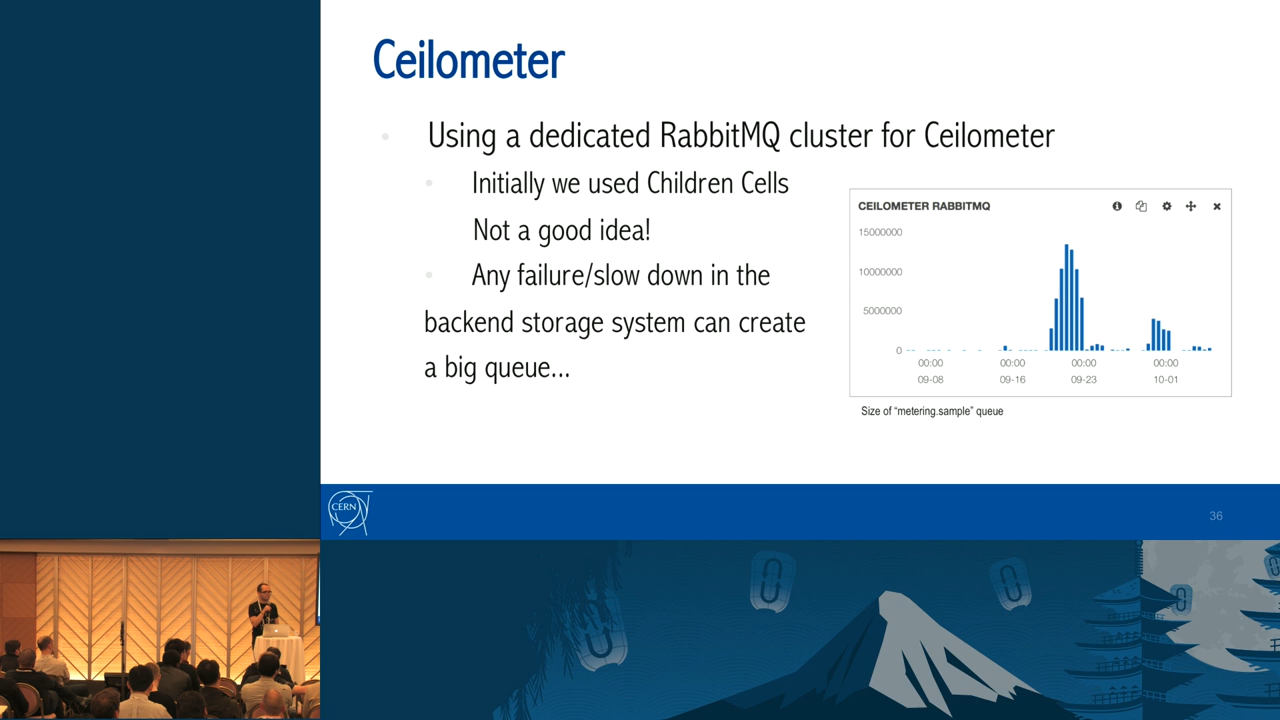 Ceilometer
Using a dedicated RabbitMQ cluster for Ceilometer
Initially we used Children Cells
Not a good idea!
Any failure/slow down in the
backend storage system can create
a big queue...
CEILOMETER RABBITMQ
15000000
10000000
5000000
0
00:00 00:00 00:00 00:00
09-08 09-16 09-23 10-01
Size of "metering.sample" queue
CERN
36